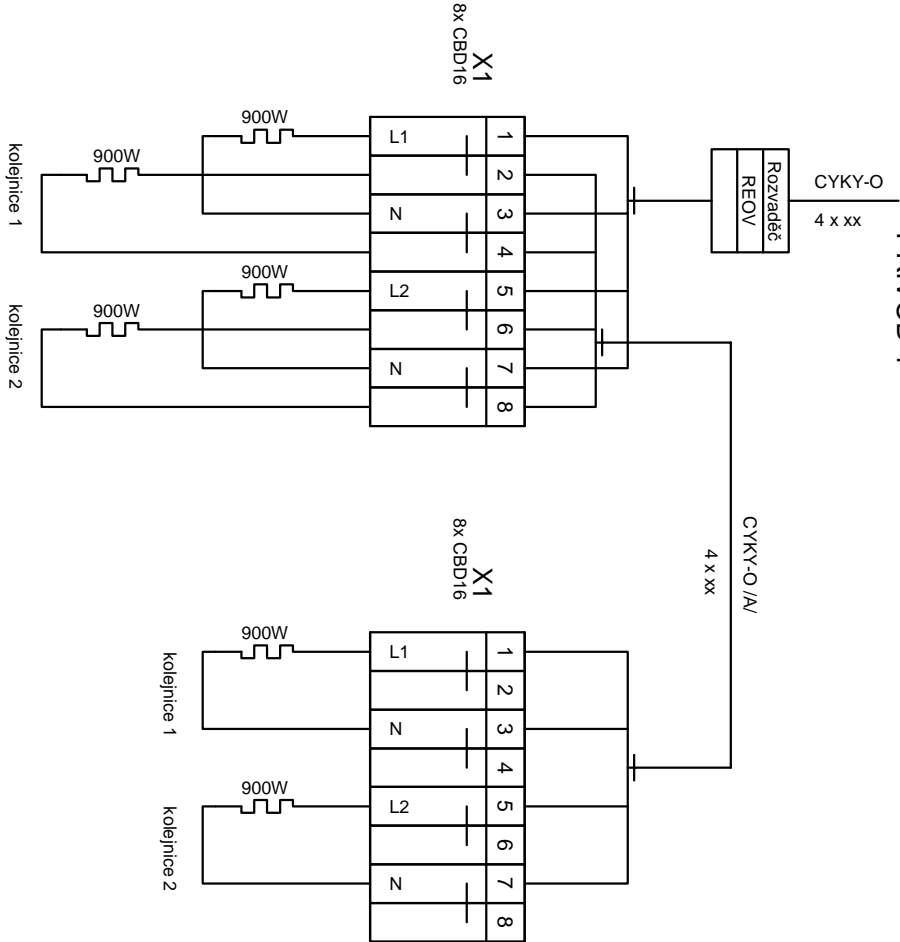 CYKY-O
4 x xx
Rozvaděč
REOV
X1
8x CBD16
900W
L1
1
900W
2
N
3
4
900W
L2
5
900W
6
N
7
8
kolejnice 1
kolejnice 2
CYKY-O /A/
4 x xx
X1
8x CBD16
900W
L1
1
2
N
3
4
900W
L2
5
6
N
7
8
kolejnice 1
kolejnice 2